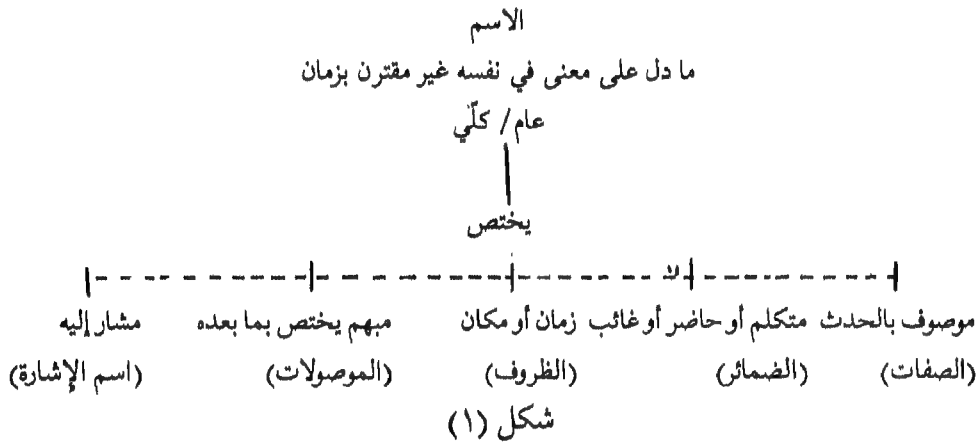 الاسم
ما دل على معنى في نفسه غير مقترن بزمان
عام / كلّي
يختص
موصوف بالحدث متكلم أو حاضر أو غائب زمان أو مكان مبهم يختص بما بعده مشار إليه
(الصفات) (الضمائر) (الظروف) (الموصولات) (اسم الإشارة)
شكل (١)